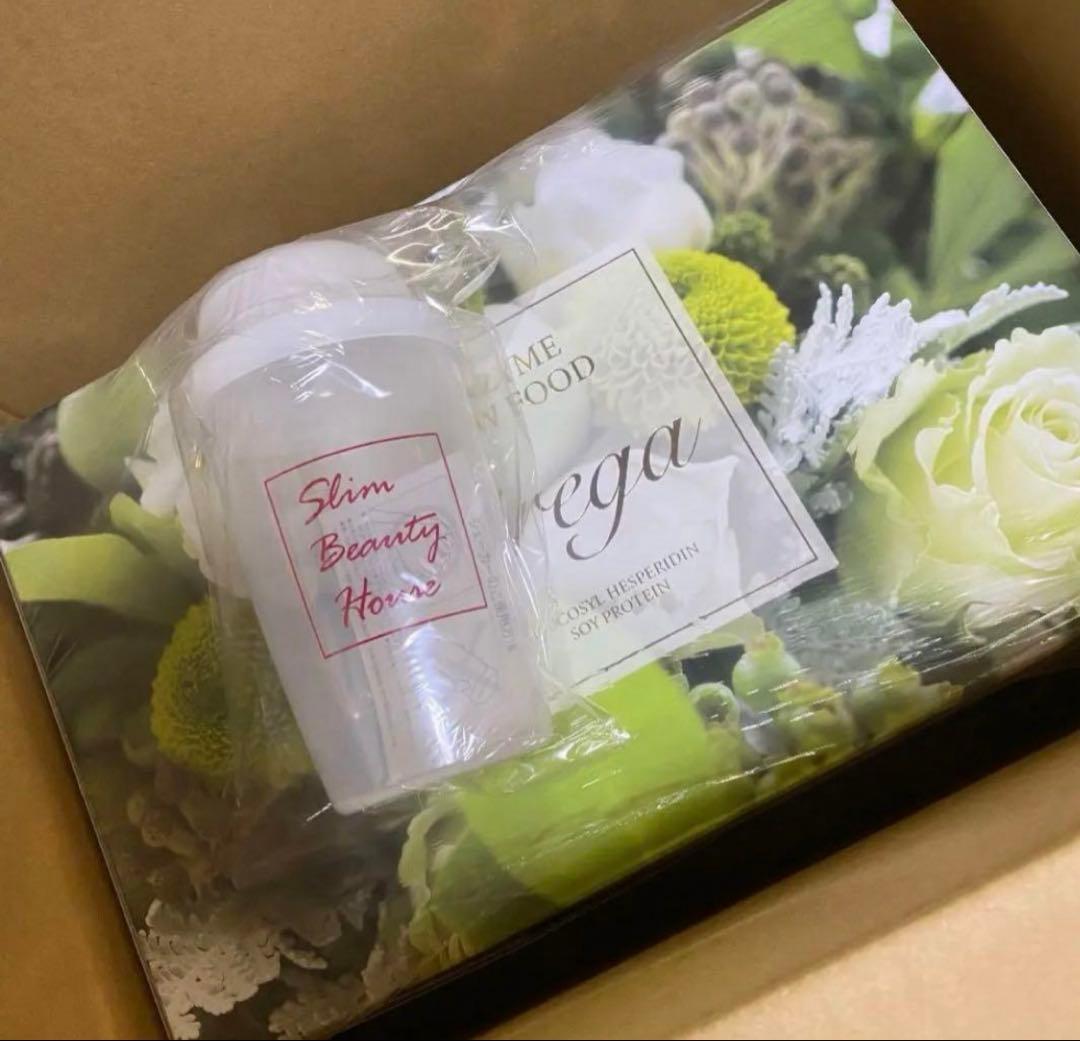 Slim
Beauty
House
ME
FOOD
ega
COSYL HESPERIDIN
SOY PROTEIN